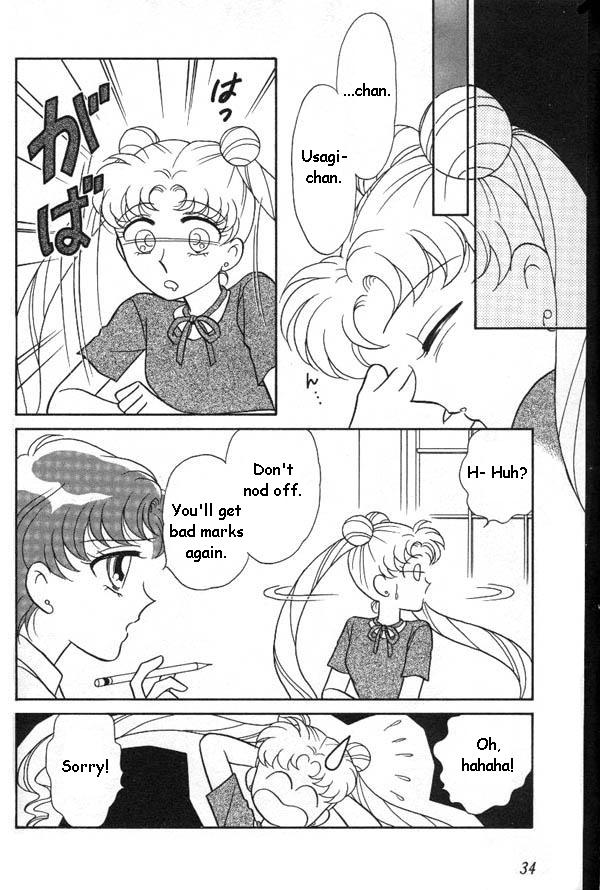 ...chan.
Usagi-
chan.
ん…
はっ
がばっ
H- Huh?
Don't
nod off.
You'll get
bad marks
again.
Oh,
hahaha!
Sorry!
34